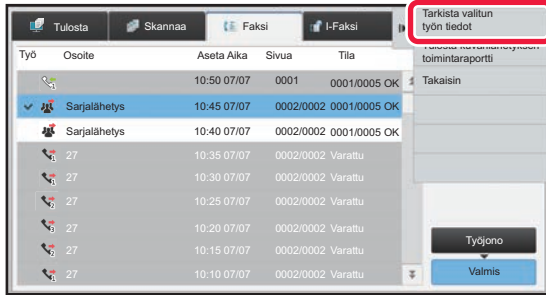 Tulosta Skannaa Faksi I-Faksi
Tarkista valitun
työn tiedot
Tulosta kuvanlähetyksen
toimintaraportti
Takaisin
Työ Osoite Aseta Aika Sivua Tila
10:50 07/07 0001 0001/0005 OK
Sarjalähetys 10:45 07/07 0002/0002 0001/0005 OK
Sarjalähetys 10:40 07/07 0002/0002 0001/0005 OK
27 10:35 07/07 0002/0002 Varattu
27 10:30 07/07 0002/0002 Varattu
27 10:25 07/07 0002/0002 Varattu
27 10:20 07/07 0002/0002 Varattu
27 10:15 07/07 0002/0002 Varattu
27 10:10 07/07 0002/0002 Varattu
Työjono
Valmis